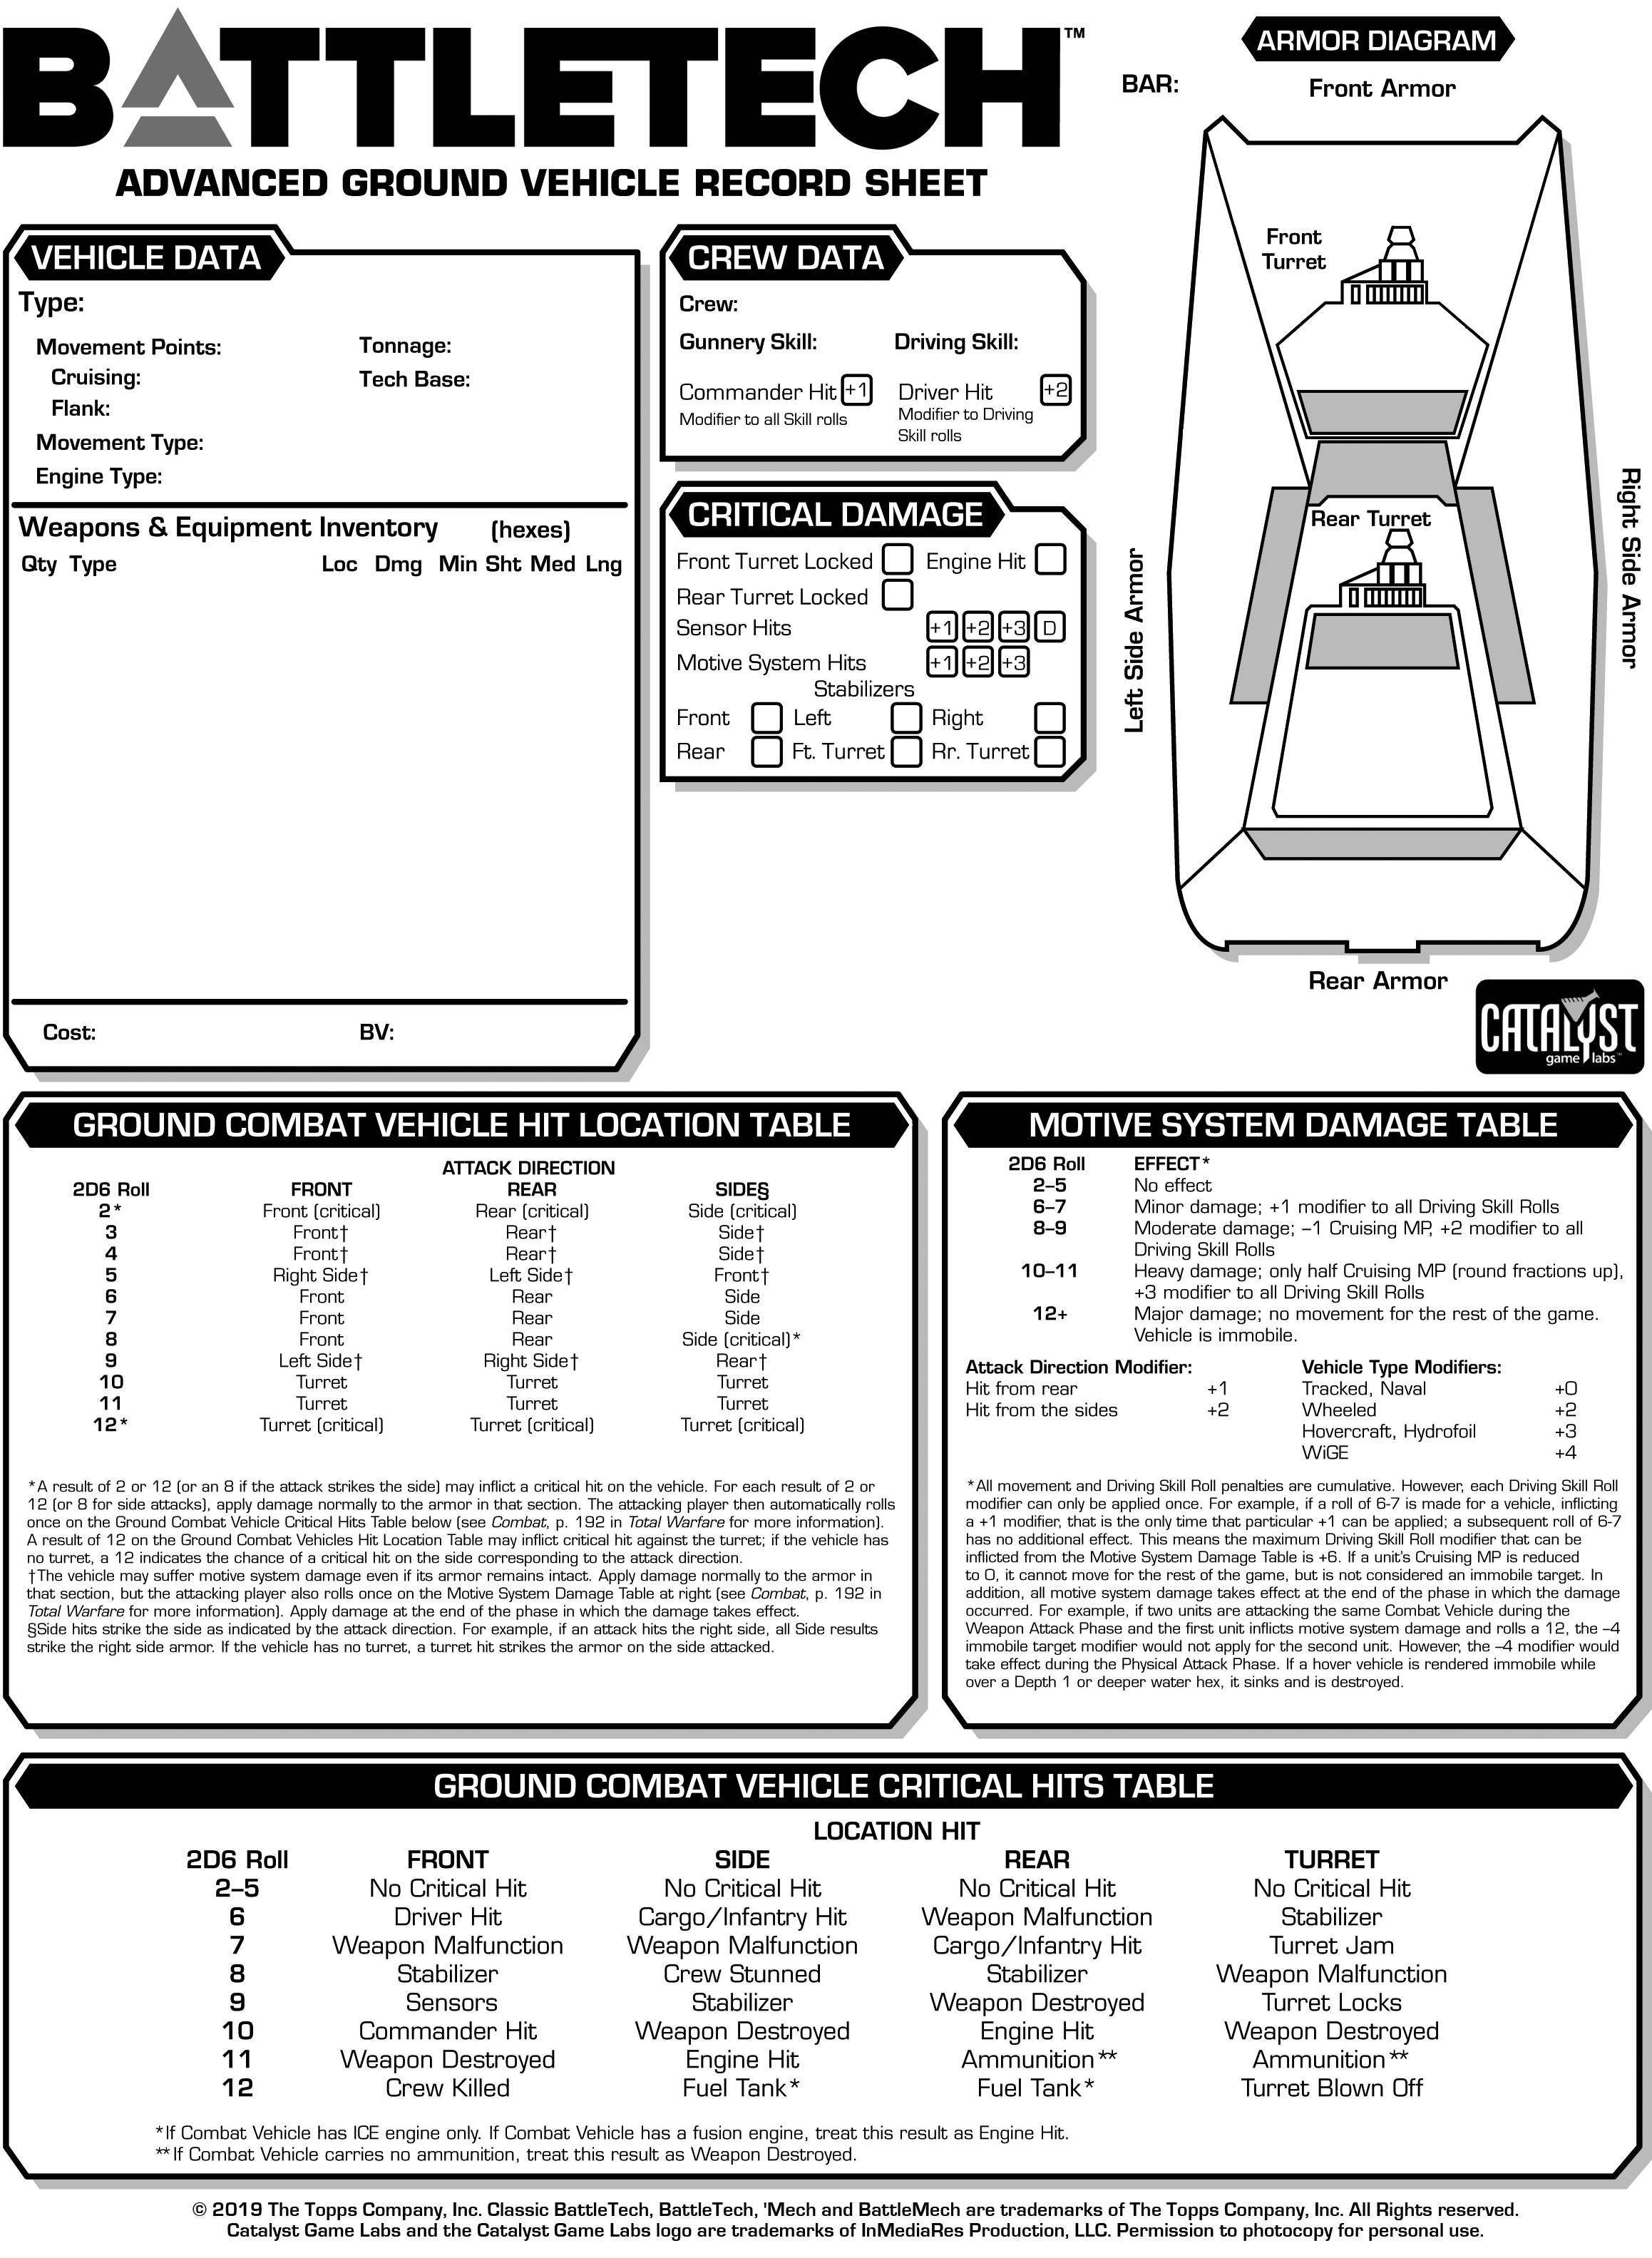 BATTLETECH™
ADVANCED GROUND VEHICLE RECORD SHEET
VEHICLE DATA
Type:
Movement Points:
Tonnage:
Cruising:
Tech Base:
Flank:
Movement Type:
Engine Type:
Weapons & Equipment Inventory (hexes)
Qty Type Loc Dmg Min Sht Med Lng
Cost: BV:
CREW DATA
Crew:
Gunnery Skill: Driving Skill:
Commander Hit +1 Driver Hit +2
Modifier to all Skill rolls
Modifier to Driving
Skill rolls
CRITICAL DAMAGE
Front Turret Locked Engine Hit
Rear Turret Locked
Sensor Hits +1 +2 +3 D
Motive System Hits +1 +2 +3
Stabilizers
Front Left Right
Rear Ft. Turret Rr. Turret
ARMOR DIAGRAM
BAR:
Front Armor
Front
Turret
Rear Turret
Left Side Armor
Right Side Armor
Rear Armor
CATALYST
game labs™
GROUND COMBAT VEHICLE HIT LOCATION TABLE
ATTACK DIRECTION
2D6 Roll FRONT REAR SIDE§
2* Front (critical) Rear (critical) Side (critical)
3 Front† Rear† Side†
4 Front† Rear† Side†
5 Right Side† Left Side† Front†
6 Front Rear Side
7 Front Rear Side
8 Front Rear Side (critical)*
9 Left Side† Right Side† Rear†
10 Turret Turret Turret
11 Turret Turret Turret
12* Turret (critical) Turret (critical) Turret (critical)
*A result of 2 or 12 (or an 8 if the attack strikes the side) may inflict a critical hit on the vehicle. For each result of 2 or
12 (or 8 for side attacks), apply damage normally to the armor in that section. The attacking player then automatically rolls
once on the Ground Combat Vehicle Critical Hits Table below (see Combat, p. 192 in Total Warfare for more information).
A result of 12 on the Ground Combat Vehicles Hit Location Table may inflict critical hit against the turret; if the vehicle has
no turret, a 12 indicates the chance of a critical hit on the side corresponding to the attack direction.
†The vehicle may suffer motive system damage even if its armor remains intact. Apply damage normally to the armor in
that section, but the attacking player also rolls once on the Motive System Damage Table at right (see Combat, p. 192 in
Total Warfare for more information). Apply damage at the end of the phase in which the damage takes effect.
§Side hits strike the side as indicated by the attack direction. For example, if an attack hits the right side, all Side results
strike the right side armor. If the vehicle has no turret, a turret hit strikes the armor on the side attacked.
MOTIVE SYSTEM DAMAGE TABLE
2D6 Roll EFFECT*
2–5 No effect
6–7 Minor damage; +1 modifier to all Driving Skill Rolls
8–9 Moderate damage; –1 Cruising MP, +2 modifier to all
Driving Skill Rolls
10–11 Heavy damage; only half Cruising MP (round fractions up),
+3 modifier to all Driving Skill Rolls
12+ Major damage; no movement for the rest of the game.
Vehicle is immobile.
Attack Direction Modifier: Vehicle Type Modifiers:
Hit from rear +1 Tracked, Naval +0
Hit from the sides +2 Wheeled +2
Hovercraft, Hydrofoil +3
WiGE +4
*All movement and Driving Skill Roll penalties are cumulative. However, each Driving Skill Roll
modifier can only be applied once. For example, if a roll of 6-7 is made for a vehicle, inflicting
a +1 modifier, that is the only time that particular +1 can be applied; a subsequent roll of 6-7
has no additional effect. This means the maximum Driving Skill Roll modifier that can be
inflicted from the Motive System Damage Table is +6. If a unit's Cruising MP is reduced
to 0, it cannot move for the rest of the game, but is not considered an immobile target. In
addition, all motive system damage takes effect at the end of the phase in which the damage
occurred. For example, if two units are attacking the same Combat Vehicle during the
Weapon Attack Phase and the first unit inflicts motive system damage and rolls a 12, the –4
immobile target modifier would not apply for the second unit. However, the –4 modifier would
take effect during the Physical Attack Phase. If a hover vehicle is rendered immobile while
over a Depth 1 or deeper water hex, it sinks and is destroyed.
GROUND COMBAT VEHICLE CRITICAL HITS TABLE
LOCATION HIT
2D6 Roll FRONT SIDE REAR TURRET
2–5 No Critical Hit No Critical Hit No Critical Hit No Critical Hit
6 Driver Hit Cargo/Infantry Hit Weapon Malfunction Stabilizer
7 Weapon Malfunction Weapon Malfunction Cargo/Infantry Hit Turret Jam
8 Stabilizer Crew Stunned Stabilizer Weapon Malfunction
9 Sensors Stabilizer Weapon Destroyed Turret Locks
10 Commander Hit Weapon Destroyed Engine Hit Weapon Destroyed
11 Weapon Destroyed Engine Hit Ammunition** Ammunition**
12 Crew Killed Fuel Tank* Fuel Tank* Turret Blown Off
*If Combat Vehicle has ICE engine only. If Combat Vehicle has a fusion engine, treat this result as Engine Hit.
**If Combat Vehicle carries no ammunition, treat this result as Weapon Destroyed.
© 2019 The Topps Company, Inc. Classic BattleTech, BattleTech, 'Mech and BattleMech are trademarks of The Topps Company, Inc. All Rights reserved.
Catalyst Game Labs and the Catalyst Game Labs logo are trademarks of InMediaRes Production, LLC. Permission to photocopy for personal use.